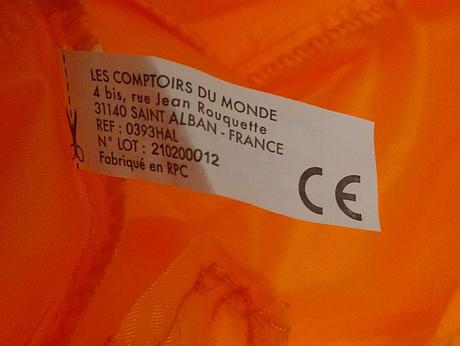 LES COMPTOIRS DU MONDE
4 bis, rue Jean Rouquette
31140 SAINT ALBAN - FRANCE
REF : 0393HAL
N° LOT : 210200012
Fabriqué en RPC
CE